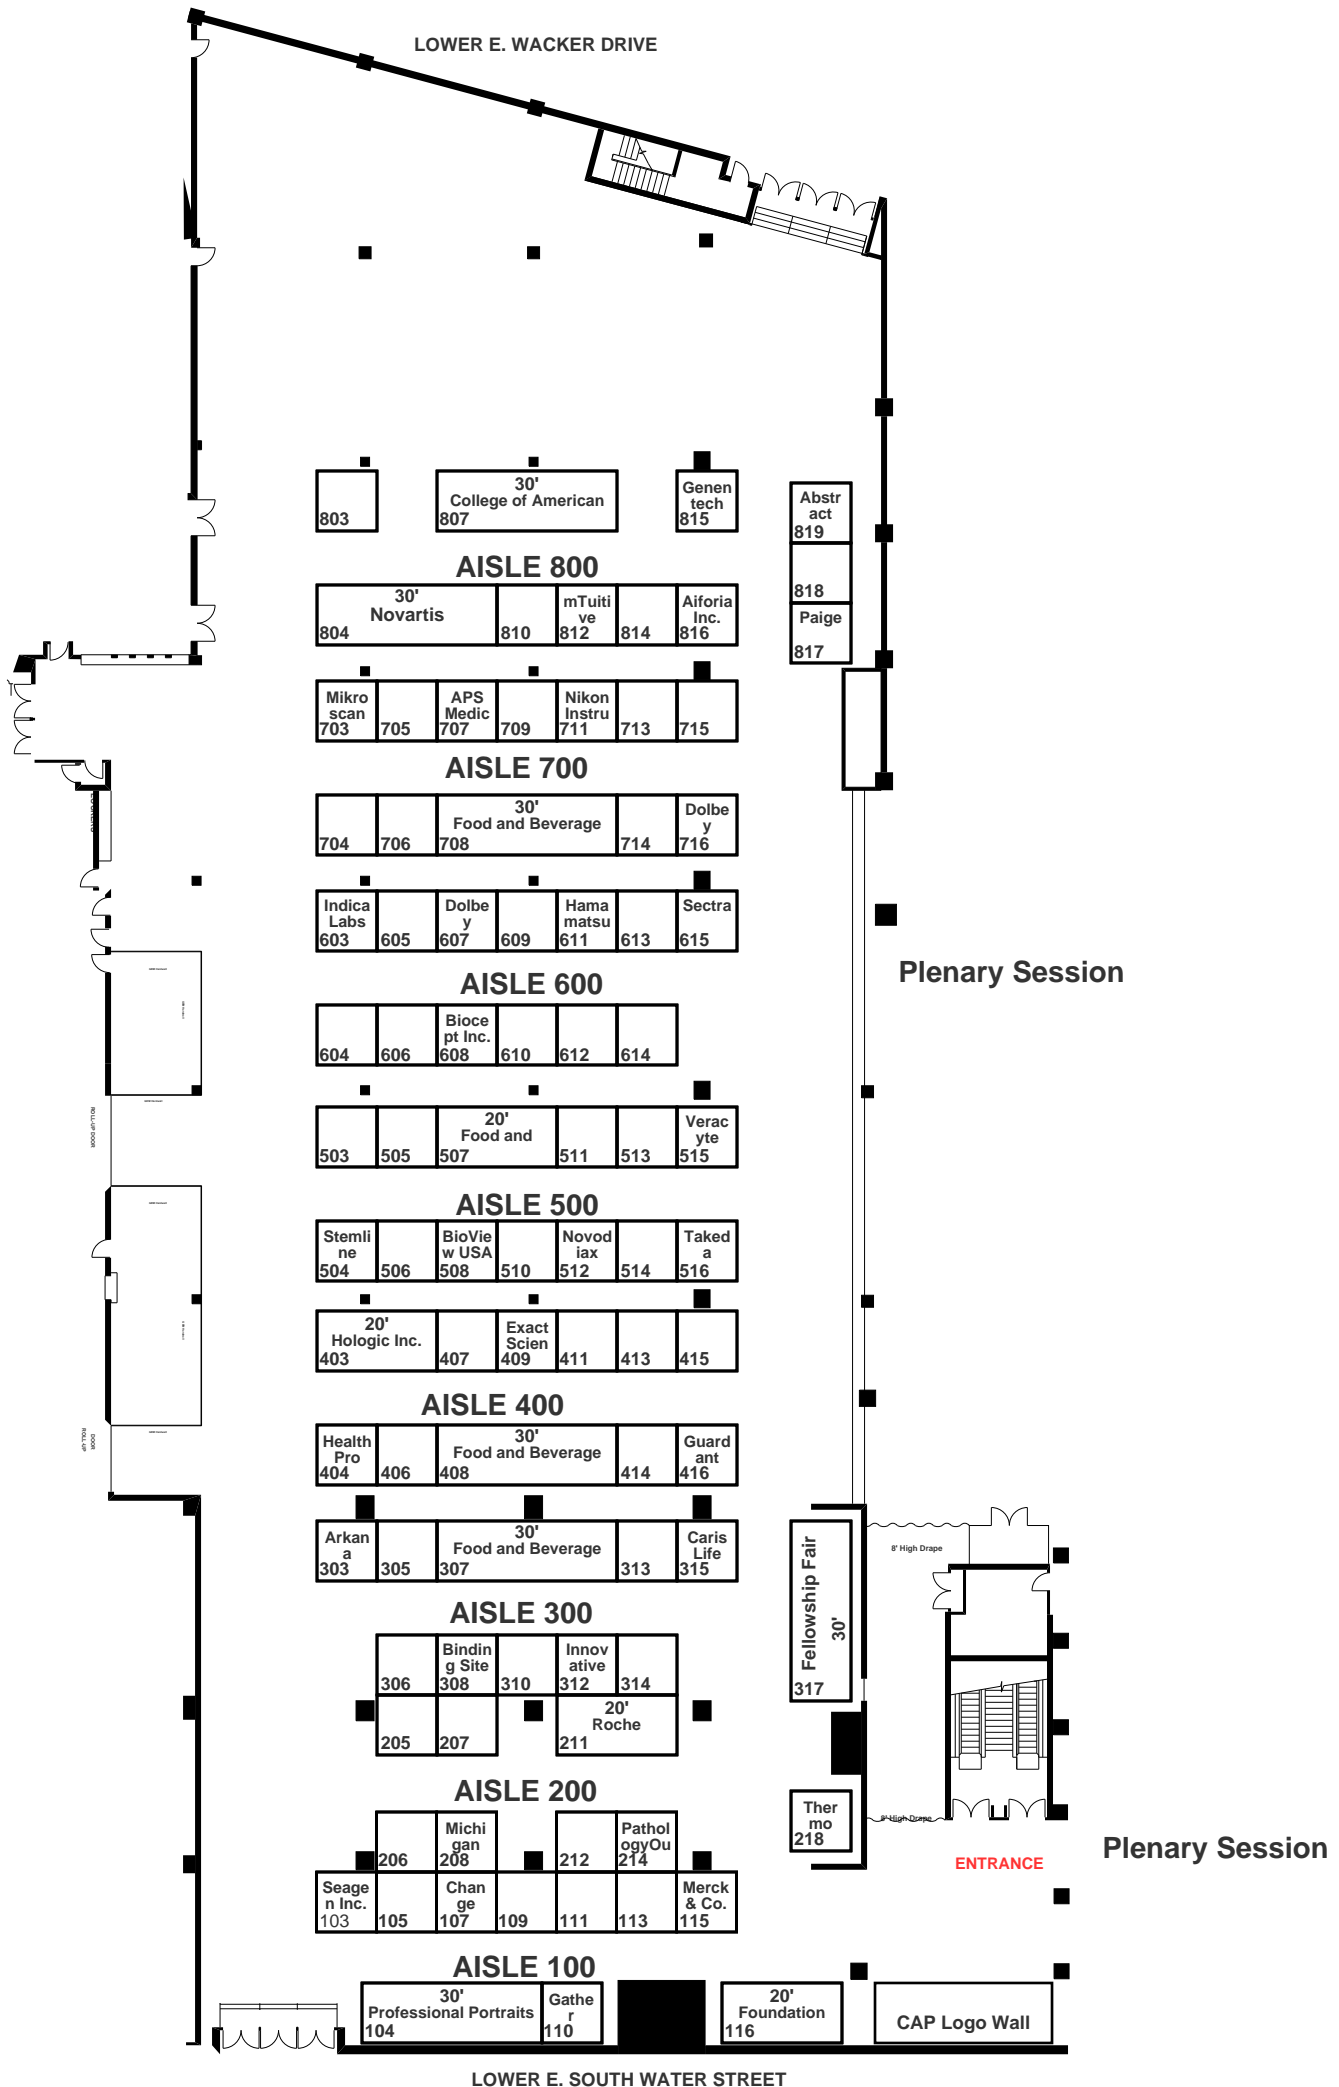 LOWER E. WACKER DRIVE
803
30'
College of American
807
Genen
tech
815
Abstr
act
819
818
Paige
817
AISLE 800
30'
Novartis
804
810
mTuiti
ve
812
814
Aiforia
Inc.
816
Mikro
scan
703
705
APS
Medic
707
709
Nikon
Instru
711
713
715
AISLE 700
704
706
30'
Food and Beverage
708
714
Dolbe
y
716
Indica
Labs
603
605
Dolbe
y
607
609
Hama
matsu
611
613
Sectra
615
Plenary Session
AISLE 600
604
606
Bioce
pt Inc.
608
610
612
614
ROLL-UP DOOR
503
505
20'
Food and
507
511
513
Verac
yte
515
AISLE 500
Stemli
ne
504
506
BioVie
w USA
508
510
Novod
iax
512
514
Taked
a
516
20'
Hologic Inc.
403
407
Exact
Scien
409
411
413
415
AISLE 400
ROLL-UP
DOOR
Health
Pro
404
406
30'
Food and Beverage
408
414
Guard
ant
416
Arkan
a
303
305
30'
Food and Beverage
307
313
Caris
Life
315
Fellowship Fair
30'
317
8' High Drape
AISLE 300
306
Bindin
g Site
308
310
Innov
ative
312
314
205
207
20'
Roche
211
AISLE 200
Ther
mo
218
8' High Drape
206
Michi
gan
208
212
Pathol
ogyOu
214
Plenary Session
ENTRANCE
Seage
n Inc.
103
105
Chan
ge
107
109
111
113
Merck
& Co.
115
AISLE 100
30'
Professional Portraits
104
Gathe
r
110
20'
Foundation
116
CAP Logo Wall
LOWER E. SOUTH WATER STREET